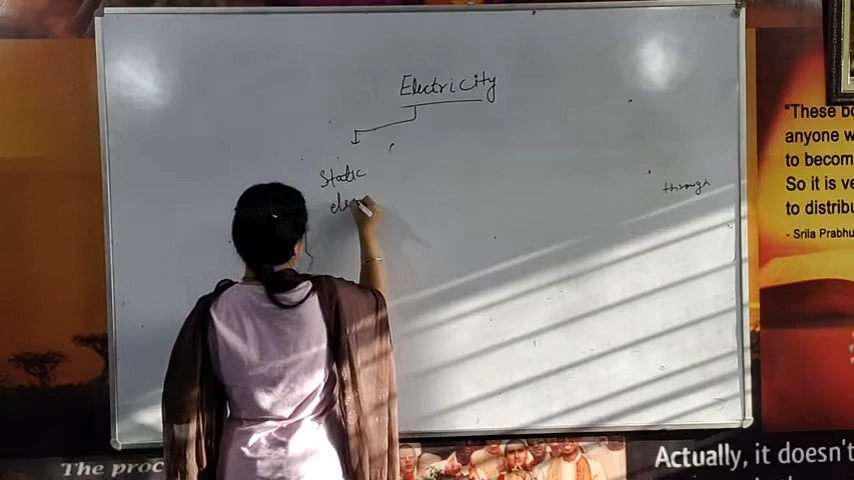 Electricity
Static
ele
through
"These bo
anyone w
to becom
So it is ve
to distribu
- Srila Prabhu
The proc
Actually, it doesn't